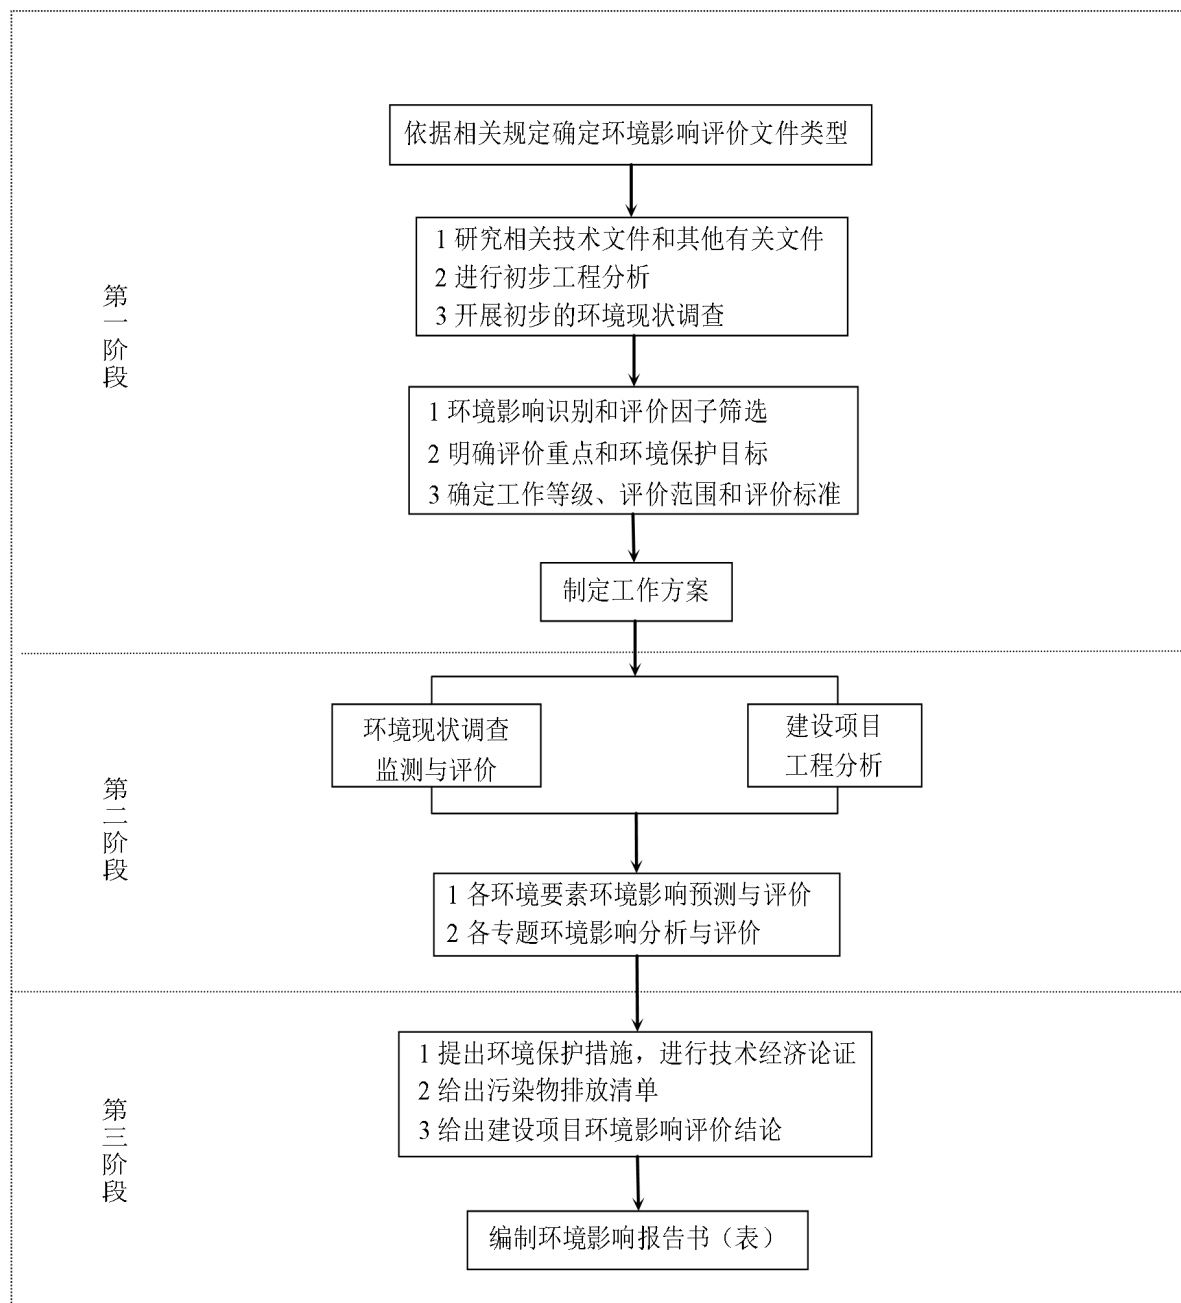 依据相关规定确定环境影响评价文件类型
1 研究相关技术文件和其他有关文件
2 进行初步工程分析
3 开展初步的环境现状调查
第一阶段
1 环境影响识别和评价因子筛选
2 明确评价重点和环境保护目标
3 确定工作等级、评价范围和评价标准
制定工作方案
环境现状调查
监测与评价
建设项目
工程分析
第二阶段
1 各环境要素环境影响预测与评价
2 各专题环境影响分析与评价
1 提出环境保护措施，进行技术经济论证
2 给出污染物排放清单
3 给出建设项目环境影响评价结论
第三阶段
编制环境影响报告书（表）